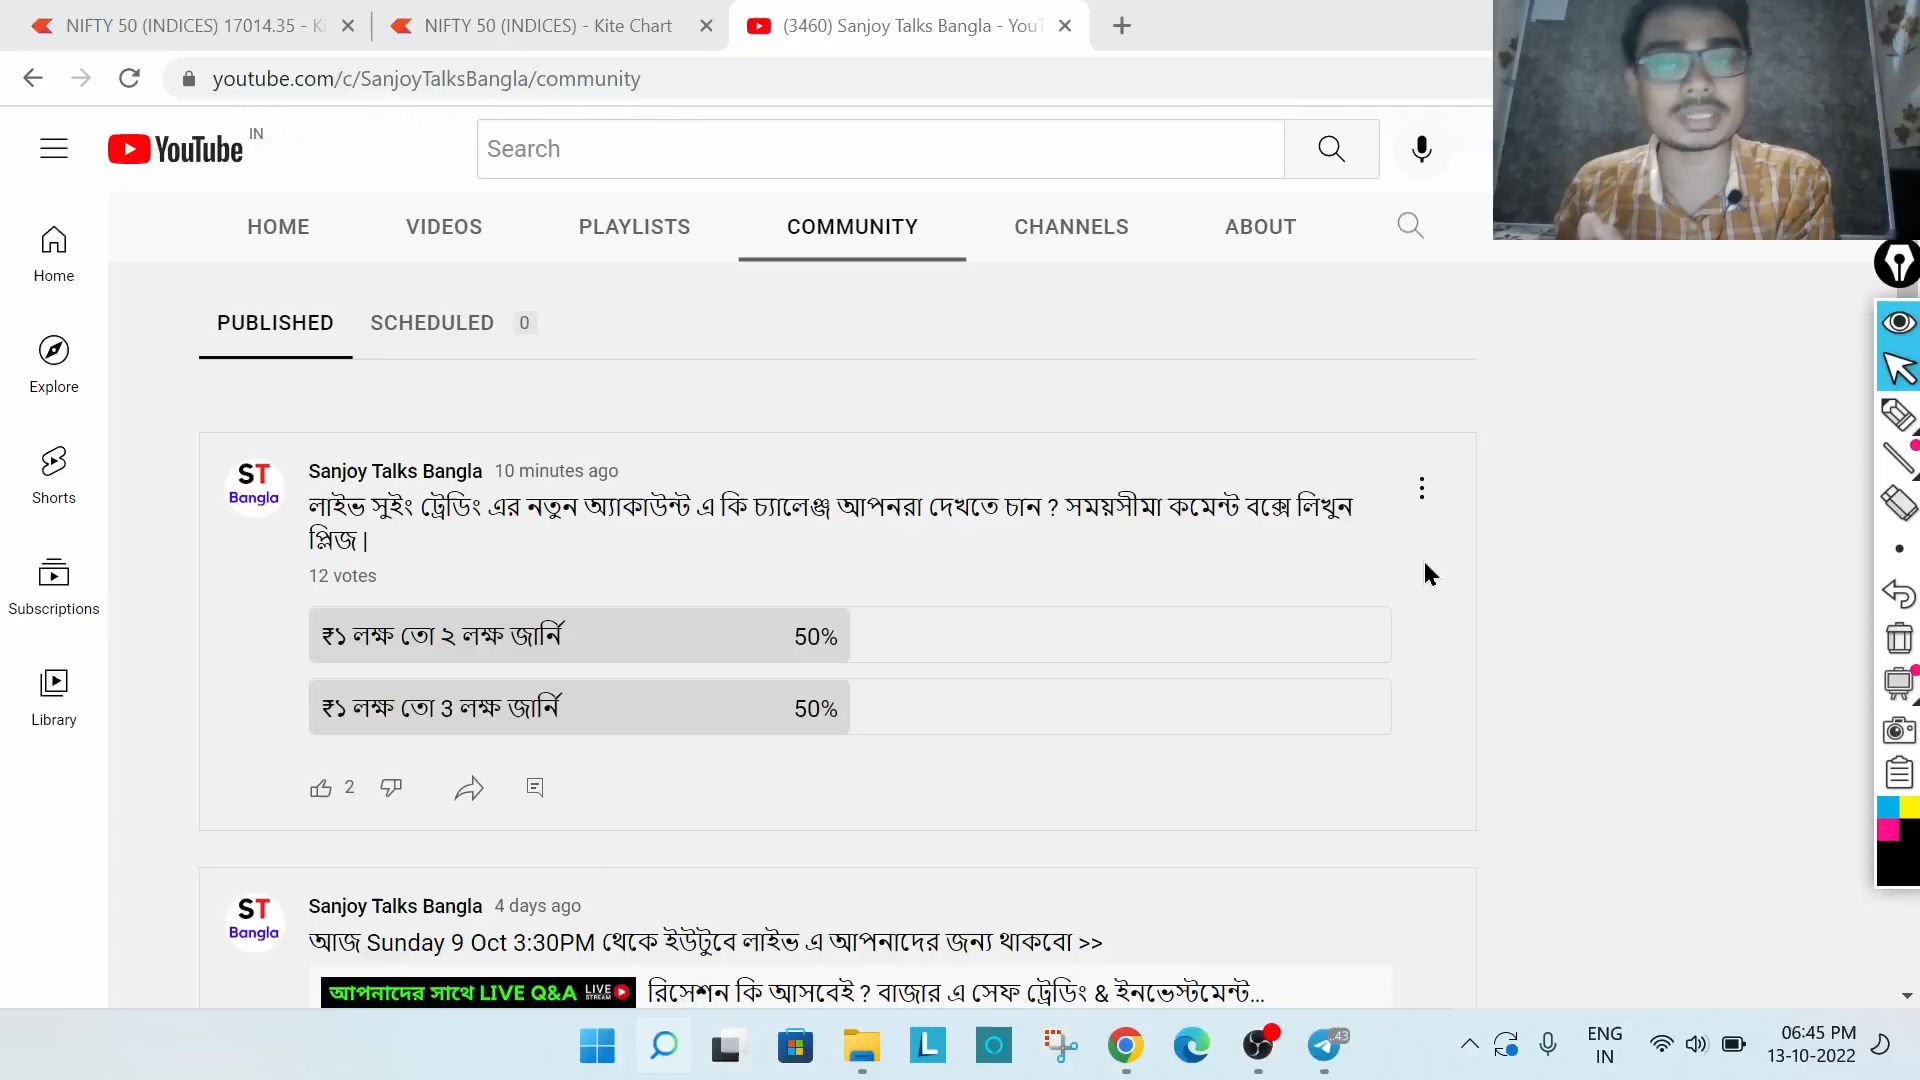 NIFTY 50 (INDICES) 17014.35 - Ki
NIFTY 50 (INDICES) - Kite Chart
(3460) Sanjoy Talks Bangla - YouT
youtube.com/c/SanjoyTalksBangla/community
YouTube IN
Search
HOME VIDEOS PLAYLISTS COMMUNITY CHANNELS ABOUT
Home
Explore
Shorts
Subscriptions
Library
PUBLISHED SCHEDULED 0
ST Bangla
Sanjoy Talks Bangla 10 minutes ago
লাইভ সুইং ট্রেডিং এর নতুন অ্যাকাউন্ট এ কি চ্যালেঞ্জ আপনরা দেখতে চান ? সময়সীমা কমেন্ট বক্সে লিখুন
প্লিজ |
12 votes
₹১ লক্ষ তো ২ লক্ষ জার্নি 50%
₹১ লক্ষ তো 3 লক্ষ জার্নি 50%
2
ST Bangla
Sanjoy Talks Bangla 4 days ago
আজ Sunday 9 Oct 3:30PM থেকে ইউটুবে লাইভ এ আপনাদের জন্য থাকবো >>
আপনাদের সাথে LIVE Q&A LIVE STREAM
রিসেশন কি আসবেই ? বাজার এ সেফ ট্রেডিং & ইনভেস্টমেন্ট...
43
ENG
IN
06:45 PM
13-10-2022